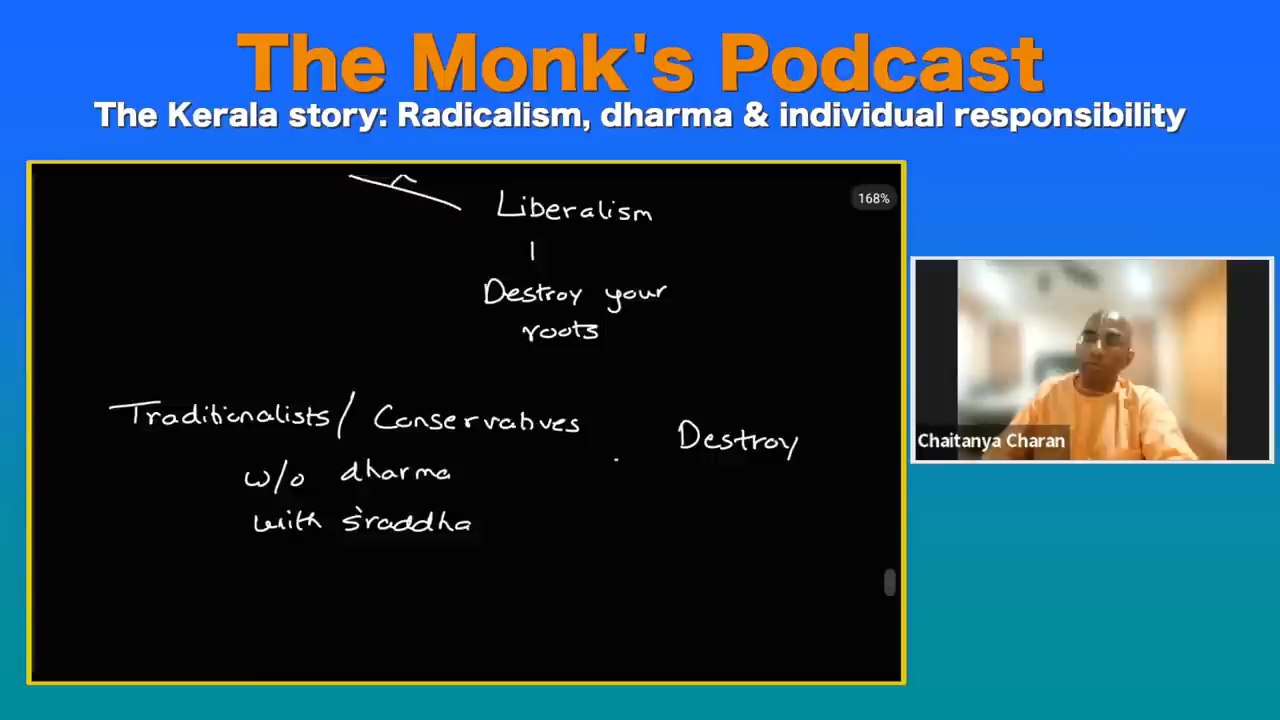 The Monk's Podcast
The Kerala story: Radicalism, dharma & individual responsibility
168%
Liberalism
Destroy your
roots
Traditionalists/ Conservatives
Destroy
w/o dharma
with śraddha
Chaitanya Charan